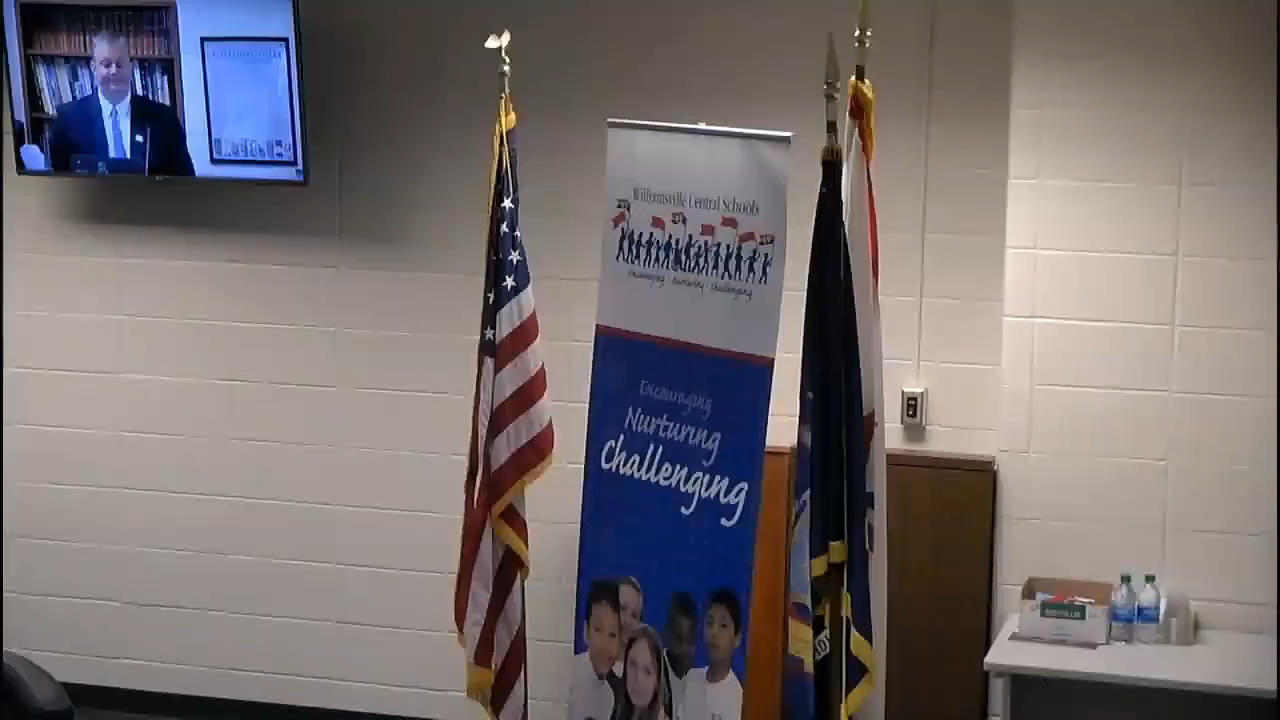 Williamsville Central Schools
Encouraging · Nurturing · Challenging
Encouraging
Nurturing
Challenging